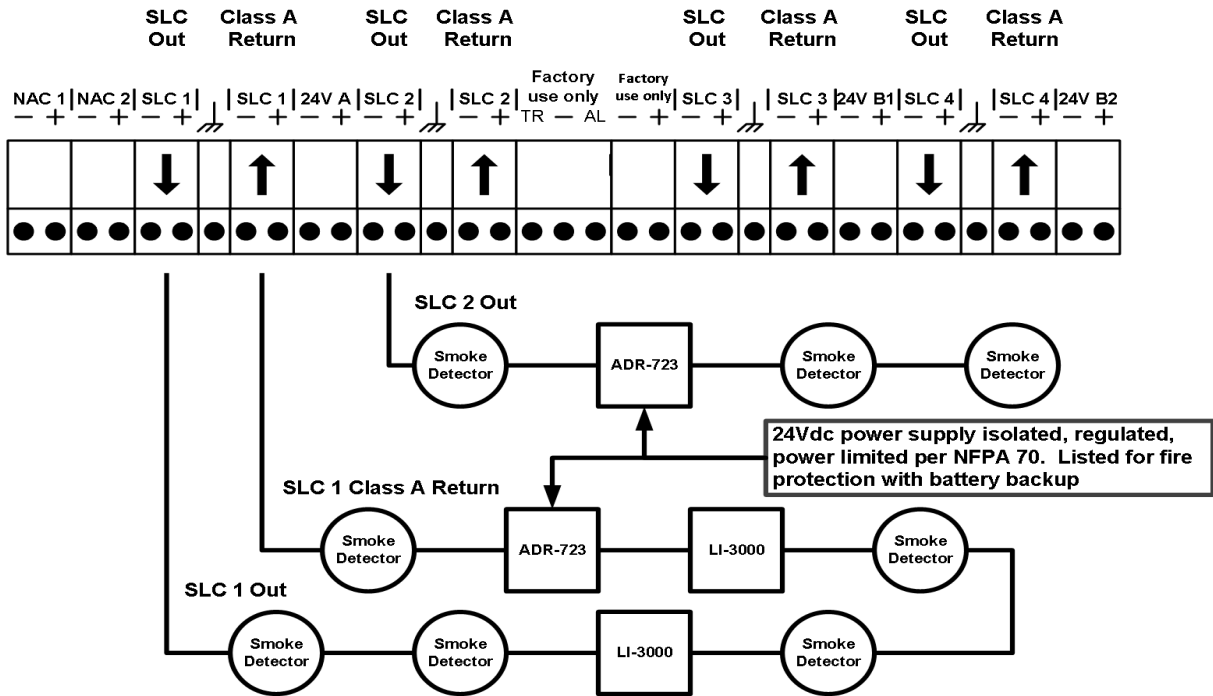 SLC Out
Class A Return
SLC Out
Class A Return
SLC Out
Class A Return
SLC Out
Class A Return
NAC 1 | NAC 2 | SLC 1 | | SLC 1 | 24V A | SLC 2 | | SLC 2 | Factory use only | Factory use only | SLC 3 | | SLC 3 | 24V B1 | SLC 4 | | SLC 4 | 24V B2
− + − + − + − + − + − + − + TR − AL − + − + − + − + − + − + − +
SLC 2 Out
Smoke Detector
ADR-723
Smoke Detector
Smoke Detector
24Vdc power supply isolated, regulated,
power limited per NFPA 70. Listed for fire
protection with battery backup
SLC 1 Class A Return
Smoke Detector
ADR-723
LI-3000
Smoke Detector
SLC 1 Out
Smoke Detector
Smoke Detector
LI-3000
Smoke Detector